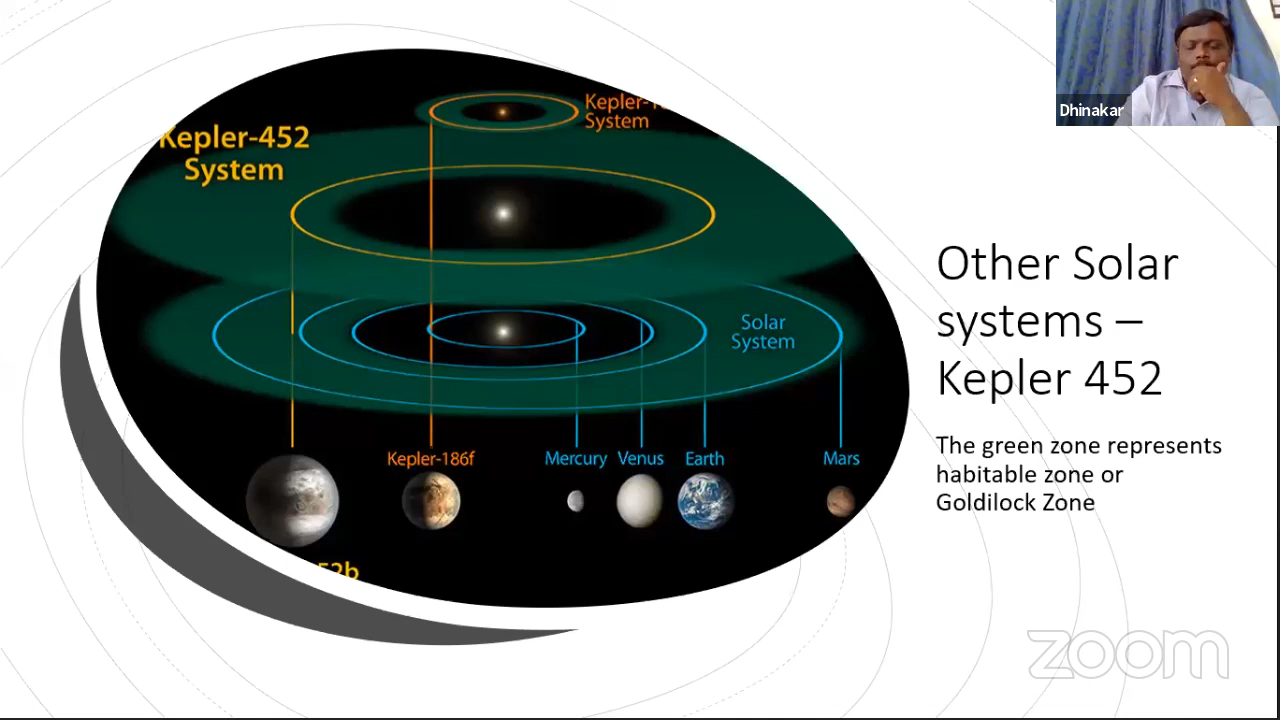 Kepler-452
System
Kepler-1
System
Solar
System
Kepler-186f
Mercury
Venus
Earth
Mars
52b
Other Solar
systems –
Kepler 452
The green zone represents
habitable zone or
Goldilock Zone
Dhinakar
zoom